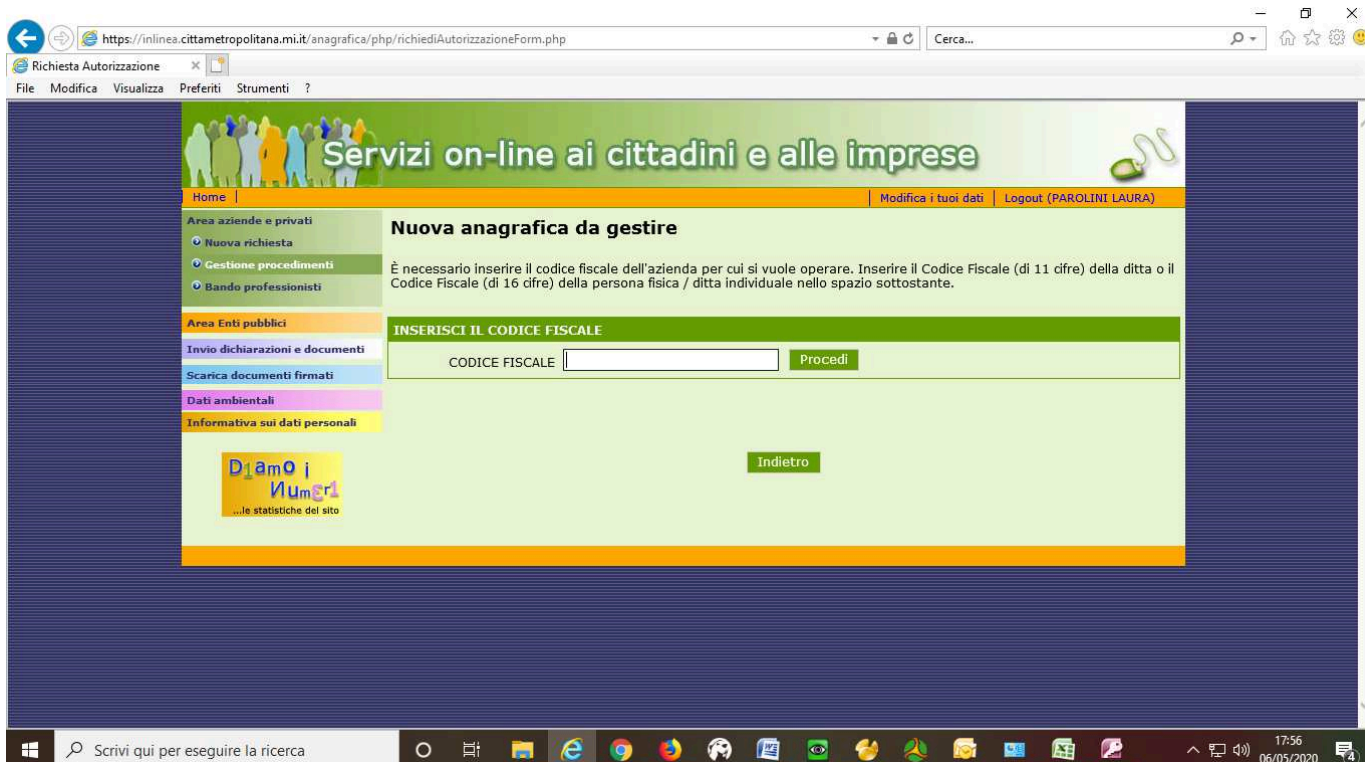 https://inlinea.cittametropolitana.mi.it/anagrafica/php/richiediAutorizzazioneForm.php
Cerca...
Richiesta Autorizzazione
File Modifica Visualizza Preferiti Strumenti ?
Servizi on-line ai cittadini e alle imprese
Home
Modifica i tuoi dati
Logout (PAROLINI LAURA)
Area aziende e privati
Nuova richiesta
Gestione procedimenti
Bando professionisti
Area Enti pubblici
Invio dichiarazioni e documenti
Scarica documenti firmati
Dati ambientali
Informativa sui dati personali
D1amo i
Numer1
...le statistiche del sito
Nuova anagrafica da gestire
È necessario inserire il codice fiscale dell'azienda per cui si vuole operare. Inserire il Codice Fiscale (di 11 cifre) della ditta o il
Codice Fiscale (di 16 cifre) della persona fisica / ditta individuale nello spazio sottostante.
INSERISCI IL CODICE FISCALE
CODICE FISCALE
Procedi
Indietro
Scrivi qui per eseguire la ricerca
17:56
06/05/2020